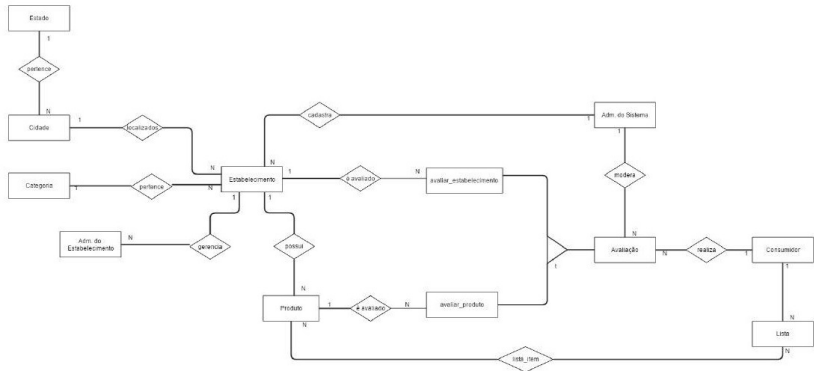 Estado
1
pertence
N
Cidade
1
localizados
N
cadastra
N
1
Adm. do Sistema
1
modera
N
Categoria
1
pertence
N
Estabelecimento
1
é avaliado
N
avaliar_estabelecimento
Adm. do
Estabelecimento
N
gerencia
1
1
possui
N
Avaliação
N
realiza
1
Consumidor
1
N
Lista
N
Produto
1
é avaliado
N
avaliar_produto
N
lista_item